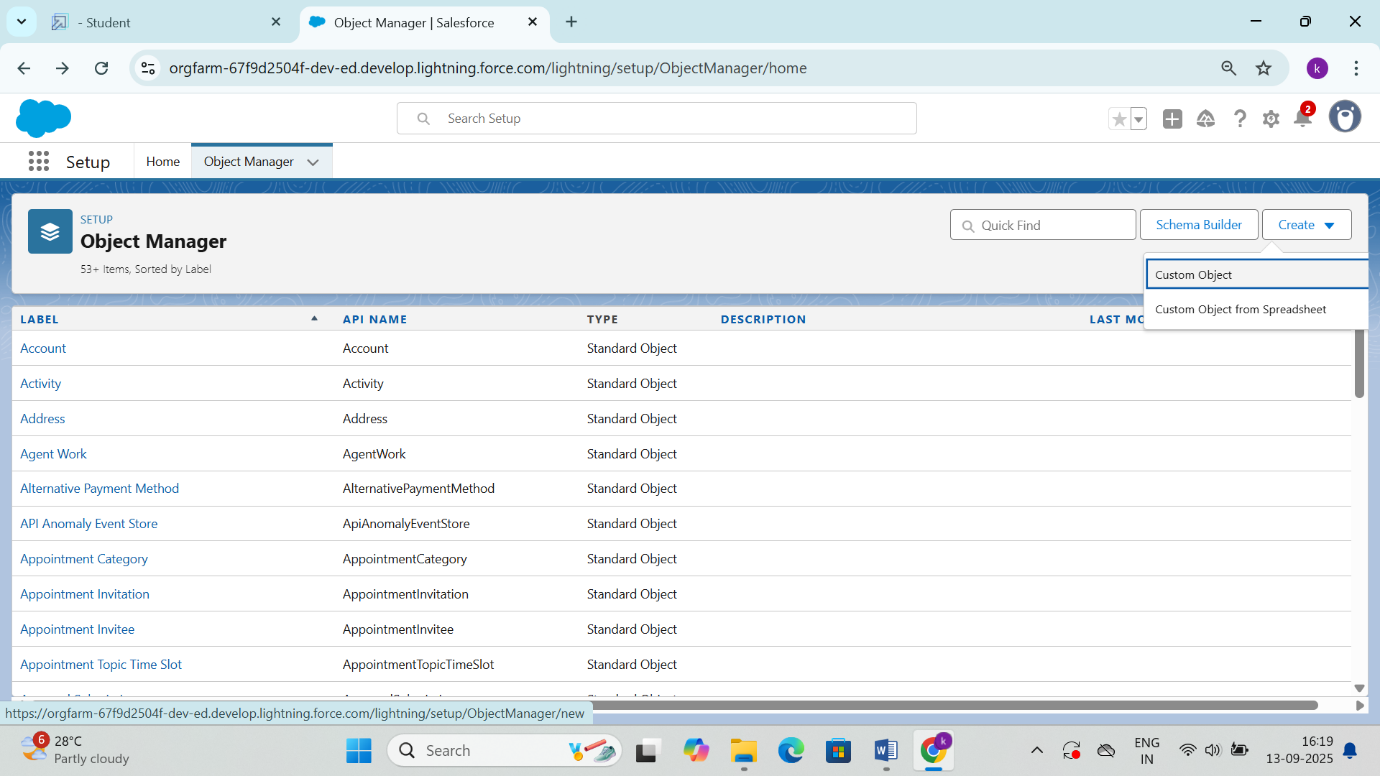 - Student
Object Manager | Salesforce
orgfarm-67f9d2504f-dev-ed.develop.lightning.force.com/lightning/setup/ObjectManager/home
k
Search Setup
2
Setup
Home
Object Manager
SETUP
Object Manager
53+ Items, Sorted by Label
Quick Find
Schema Builder
Create
Custom Object
Custom Object from Spreadsheet
LABEL API NAME TYPE DESCRIPTION LAST MO
Account Account Standard Object
Activity Activity Standard Object
Address Address Standard Object
Agent Work AgentWork Standard Object
Alternative Payment Method AlternativePaymentMethod Standard Object
API Anomaly Event Store ApiAnomalyEventStore Standard Object
Appointment Category AppointmentCategory Standard Object
Appointment Invitation AppointmentInvitation Standard Object
Appointment Invitee AppointmentInvitee Standard Object
Appointment Topic Time Slot AppointmentTopicTimeSlot Standard Object
https://orgfarm-67f9d2504f-dev-ed.develop.lightning.force.com/lightning/setup/ObjectManager/new
6
28°C
Partly cloudy
Search
k
ENG
IN
16:19
13-09-2025